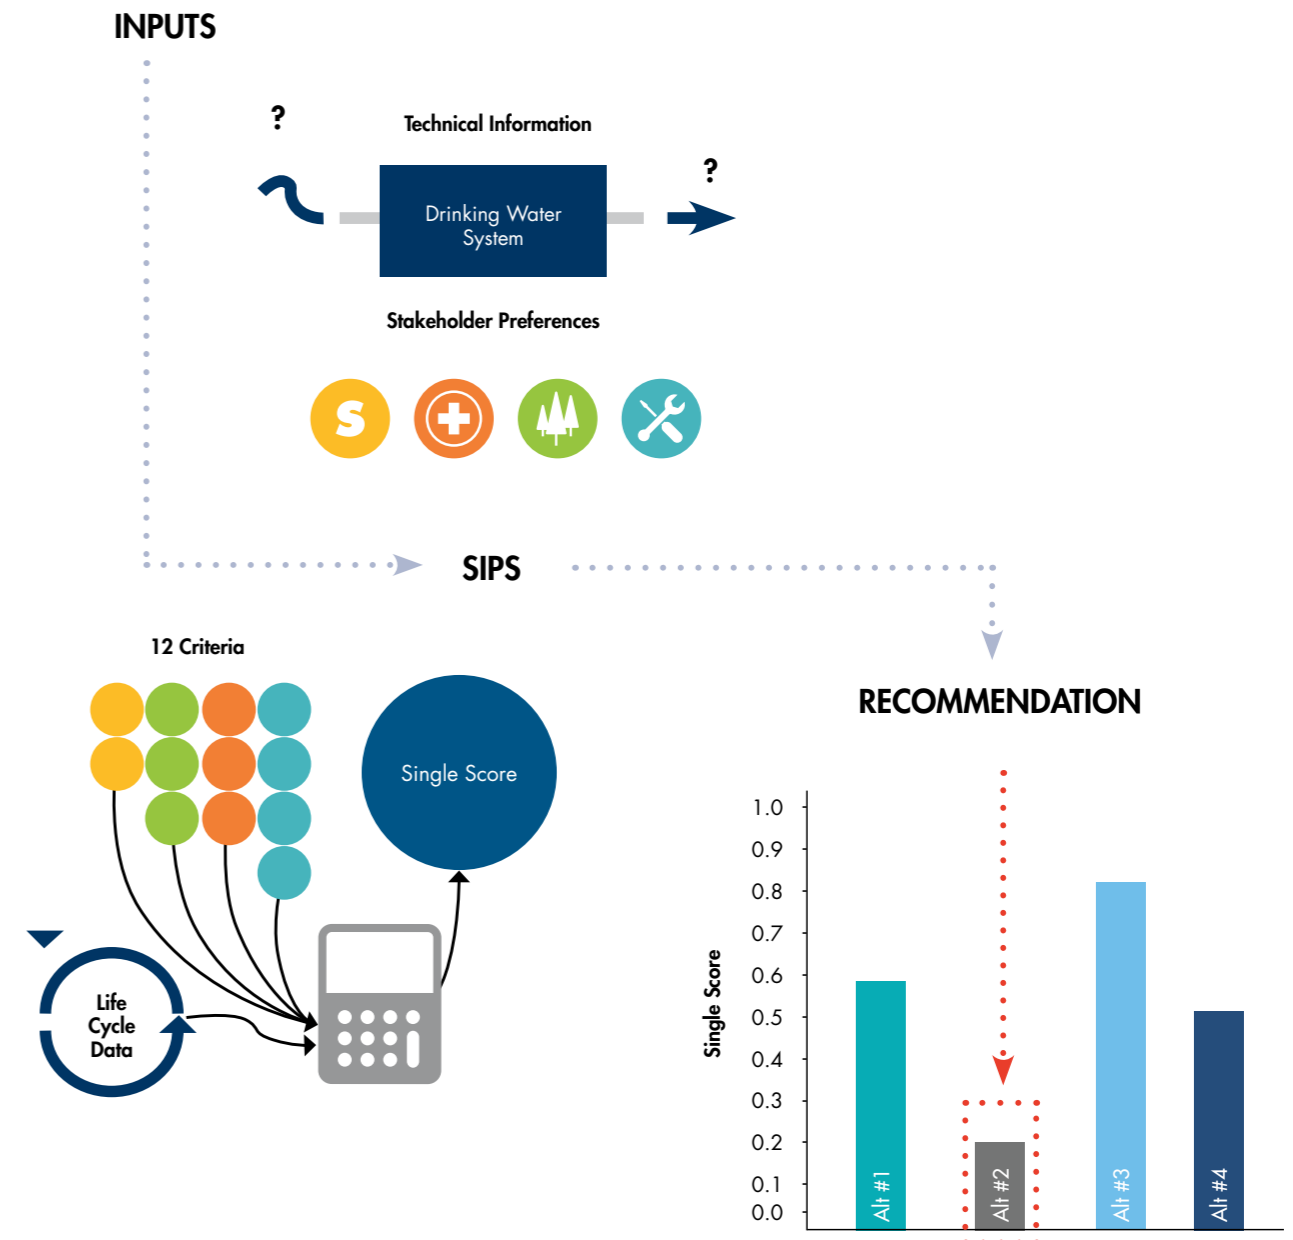 INPUTS
?
Technical Information
?
Drinking Water
System
Stakeholder Preferences
S
SIPS
12 Criteria
Single Score
Life
Cycle
Data
RECOMMENDATION
Single Score
1.0
0.9
0.8
0.7
0.6
0.5
0.4
0.3
0.2
0.1
0.0
Alt #1
Alt #2
Alt #3
Alt #4